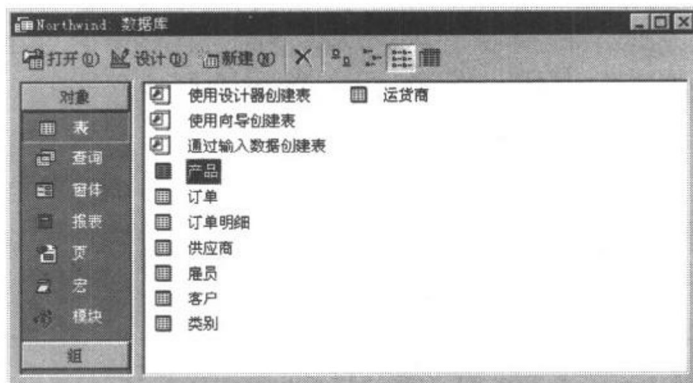 Northwind: 数据库
打开(O) 设计(D) 新建(N)
对象
表
查询
窗体
报表
页
宏
模块
组
使用设计器创建表
使用向导创建表
通过输入数据创建表
产品
订单
订单明细
供应商
雇员
客户
类别
运货商